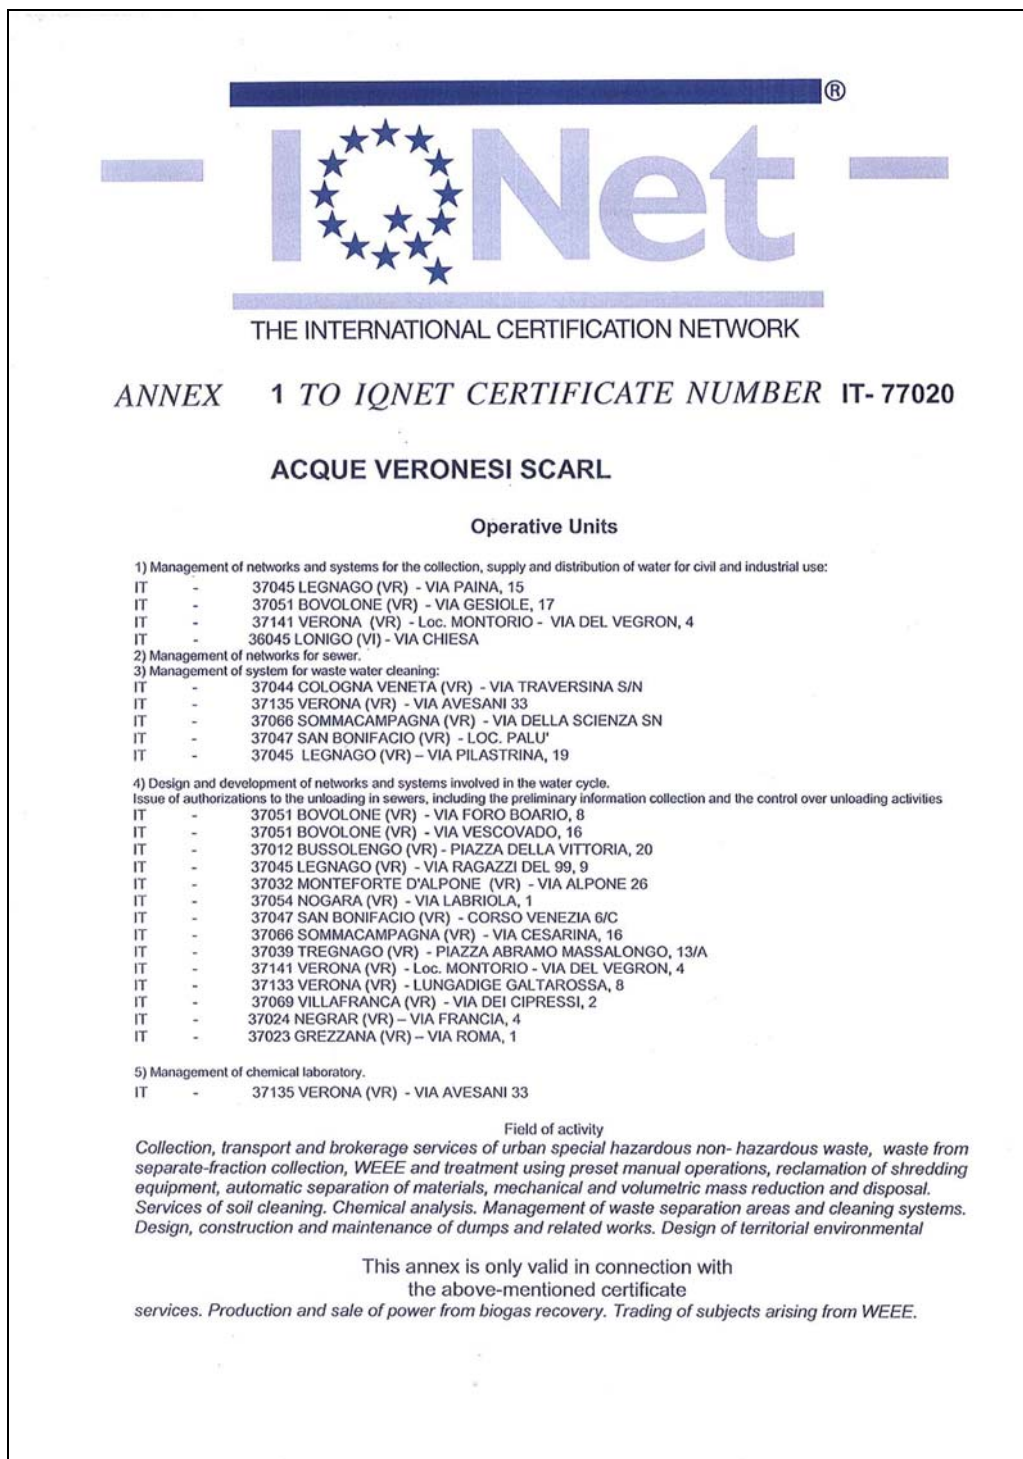 IQNet®
THE INTERNATIONAL CERTIFICATION NETWORK
ANNEX 1 TO IQNET CERTIFICATE NUMBER IT- 77020
ACQUE VERONESI SCARL
Operative Units
1) Management of networks and systems for the collection, supply and distribution of water for civil and industrial use:
IT - 37045 LEGNAGO (VR) - VIA PAINA, 15
IT - 37051 BOVOLONE (VR) - VIA GESIOLE, 17
IT - 37141 VERONA (VR) - Loc. MONTORIO - VIA DEL VEGRON, 4
IT - 36045 LONIGO (VI) - VIA CHIESA
2) Management of networks for sewer.
3) Management of system for waste water cleaning:
IT - 37044 COLOGNA VENETA (VR) - VIA TRAVERSINA S/N
IT - 37135 VERONA (VR) - VIA AVESANI 33
IT - 37066 SOMMACAMPAGNA (VR) - VIA DELLA SCIENZA SN
IT - 37047 SAN BONIFACIO (VR) - LOC. PALU'
IT - 37045 LEGNAGO (VR) – VIA PILASTRINA, 19
4) Design and development of networks and systems involved in the water cycle.
Issue of authorizations to the unloading in sewers, including the preliminary information collection and the control over unloading activities
IT - 37051 BOVOLONE (VR) - VIA FORO BOARIO, 8
IT - 37051 BOVOLONE (VR) - VIA VESCOVADO, 16
IT - 37012 BUSSOLENGO (VR) - PIAZZA DELLA VITTORIA, 20
IT - 37045 LEGNAGO (VR) - VIA RAGAZZI DEL 99, 9
IT - 37032 MONTEFORTE D'ALPONE (VR) - VIA ALPONE 26
IT - 37054 NOGARA (VR) - VIA LABRIOLA, 1
IT - 37047 SAN BONIFACIO (VR) - CORSO VENEZIA 6/C
IT - 37066 SOMMACAMPAGNA (VR) - VIA CESARINA, 16
IT - 37039 TREGNAGO (VR) - PIAZZA ABRAMO MASSALONGO, 13/A
IT - 37141 VERONA (VR) - Loc. MONTORIO - VIA DEL VEGRON, 4
IT - 37133 VERONA (VR) - LUNGADIGE GALTAROSSA, 8
IT - 37069 VILLAFRANCA (VR) - VIA DEI CIPRESSI, 2
IT - 37024 NEGRAR (VR) – VIA FRANCIA, 4
IT - 37023 GREZZANA (VR) – VIA ROMA, 1
5) Management of chemical laboratory.
IT - 37135 VERONA (VR) - VIA AVESANI 33
Field of activity
Collection, transport and brokerage services of urban special hazardous non- hazardous waste, waste from
separate-fraction collection, WEEE and treatment using preset manual operations, reclamation of shredding
equipment, automatic separation of materials, mechanical and volumetric mass reduction and disposal.
Services of soil cleaning. Chemical analysis. Management of waste separation areas and cleaning systems.
Design, construction and maintenance of dumps and related works. Design of territorial environmental
This annex is only valid in connection with
the above-mentioned certificate
services. Production and sale of power from biogas recovery. Trading of subjects arising from WEEE.